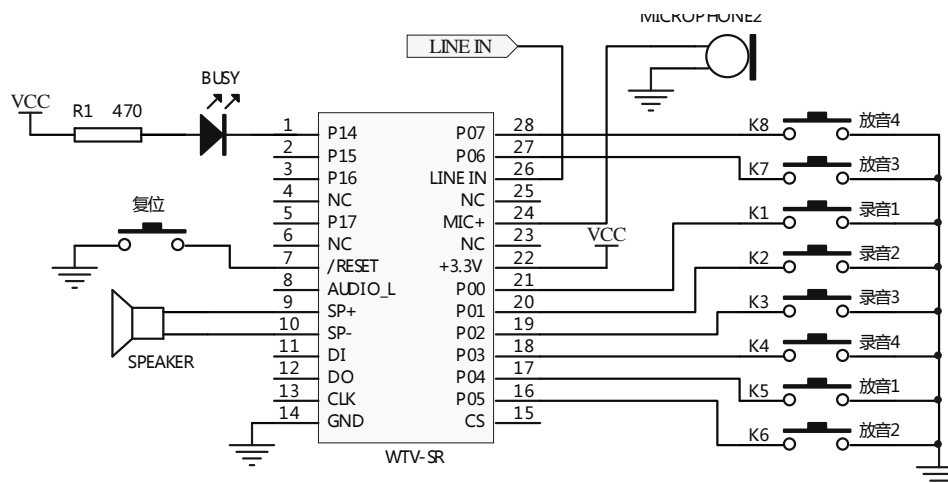 MICROPHONE2
LINE IN
BUSY
VCC
R1 470
1 P14
2 P15
3 P16
4 NC
5 P17
6 NC
7 /RESET
8 AUDIO_L
9 SP+
10 SP-
11 DI
12 DO
13 CLK
14 GND
P07 28
P06 27
LINE IN 26
NC 25
MIC+ 24
NC 23
+3.3V 22
P00 21
P01 20
P02 19
P03 18
P04 17
P05 16
CS 15
VCC
复位
SPEAKER
WTV-SR
K8 放音4
K7 放音3
K1 录音1
K2 录音2
K3 录音3
K4 录音4
K5 放音1
K6 放音2